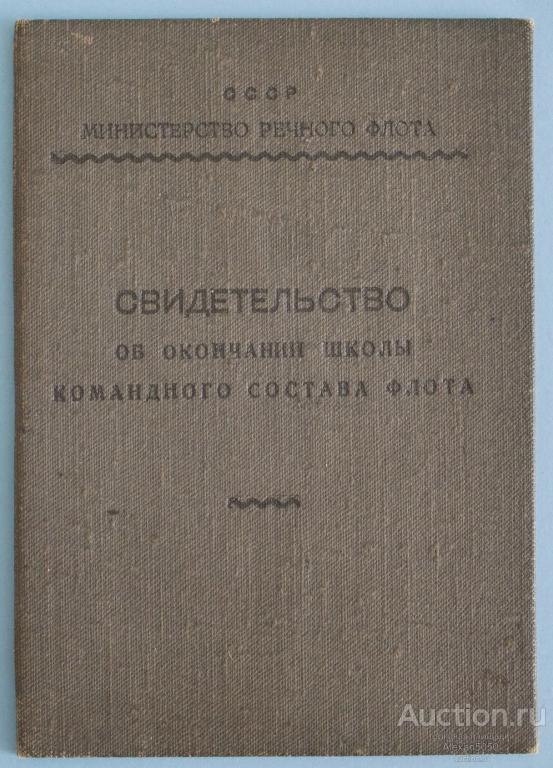 СССР
МИНИСТЕРСТВО РЕЧНОГО ФЛОТА
СВИДЕТЕЛЬСТВО
ОБ ОКОНЧАНИИ ШКОЛЫ
КОМАНДНОГО СОСТАВА ФЛОТА
Auction.ru